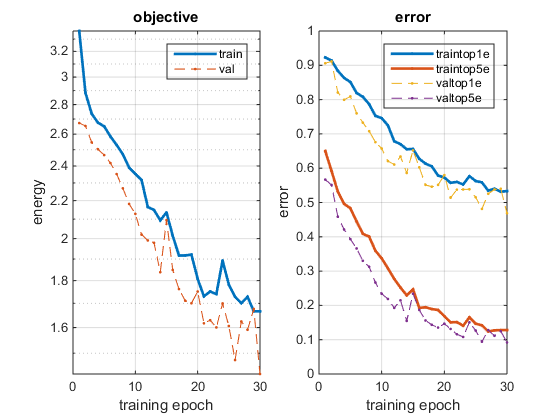 objective
energy
3.2
3
2.8
2.6
2.4
2.2
2
1.8
1.6
0
10
20
30
training epoch
train
val
error
error
1
0.9
0.8
0.7
0.6
0.5
0.4
0.3
0.2
0.1
0
0
10
20
30
training epoch
traintop1e
traintop5e
valtop1e
valtop5e